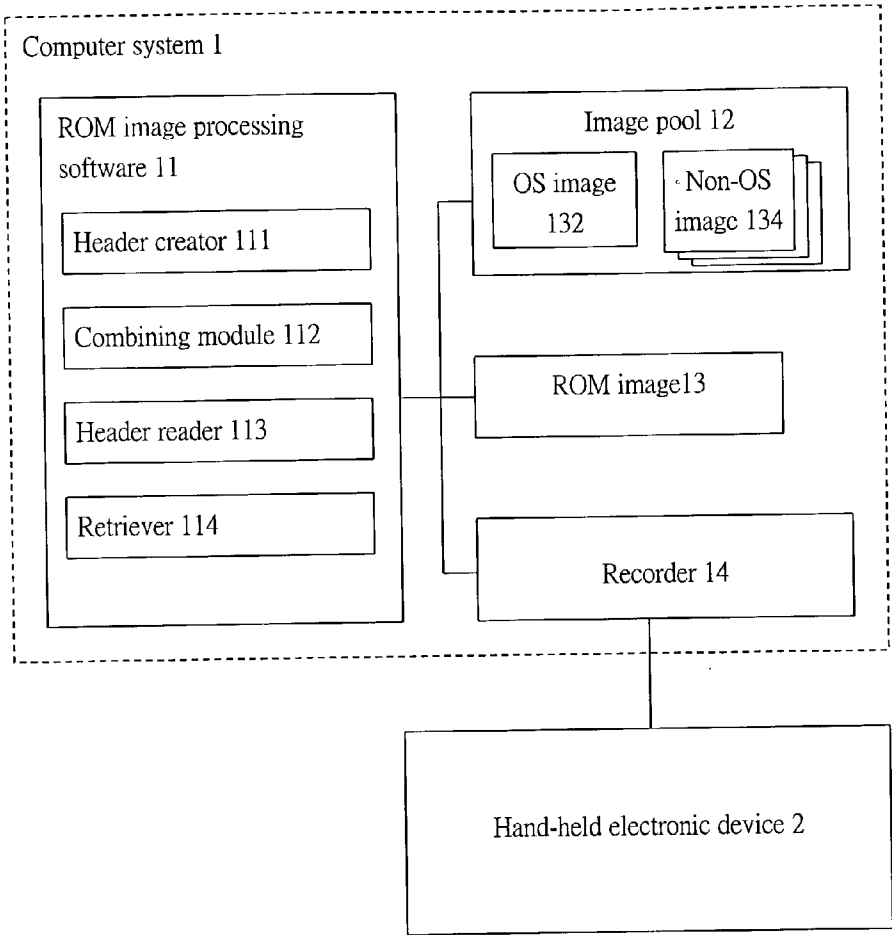 Computer system 1
ROM image processing
software 11
Header creator 111
Combining module 112
Header reader 113
Retriever 114
Image pool 12
OS image
132
Non-OS
image 134
ROM image13
Recorder 14
Hand-held electronic device 2